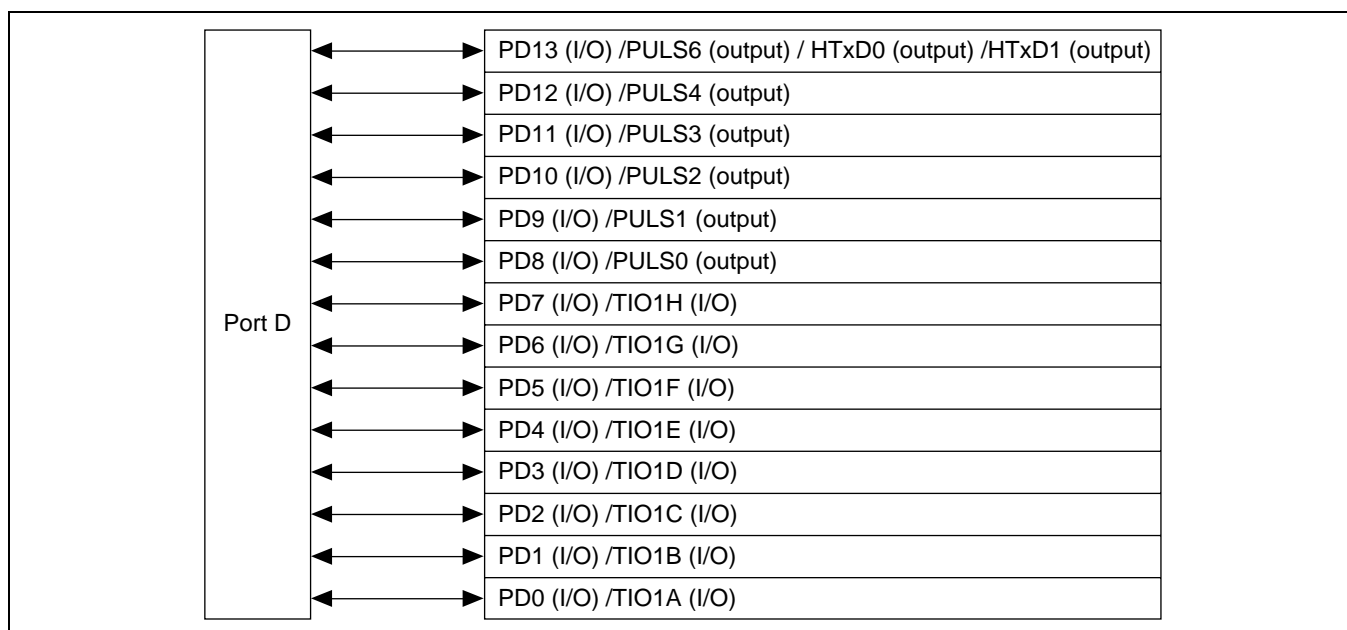 PD13 (I/O) /PULS6 (output) / HTxD0 (output) /HTxD1 (output)
PD12 (I/O) /PULS4 (output)
PD11 (I/O) /PULS3 (output)
PD10 (I/O) /PULS2 (output)
PD9 (I/O) /PULS1 (output)
PD8 (I/O) /PULS0 (output)
PD7 (I/O) /TIO1H (I/O)
Port D
PD6 (I/O) /TIO1G (I/O)
PD5 (I/O) /TIO1F (I/O)
PD4 (I/O) /TIO1E (I/O)
PD3 (I/O) /TIO1D (I/O)
PD2 (I/O) /TIO1C (I/O)
PD1 (I/O) /TIO1B (I/O)
PD0 (I/O) /TIO1A (I/O)